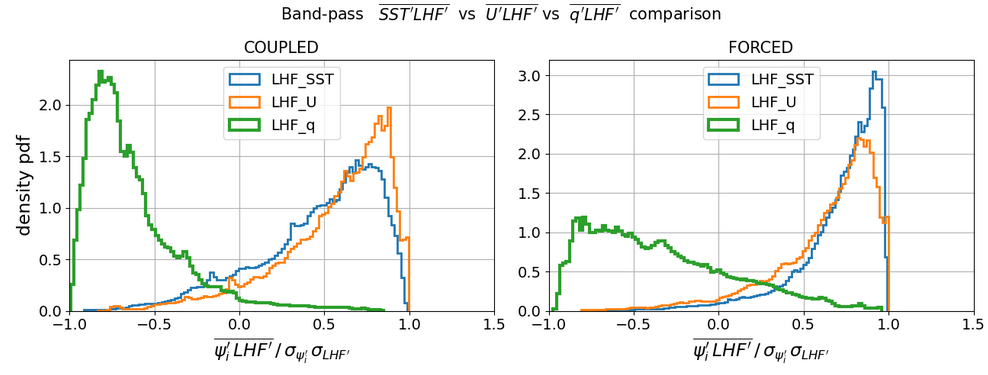 Band-pass $\overline{SST'LHF'}$ vs $\overline{U'LHF'}$ vs $\overline{q'LHF'}$ comparison
COUPLED
LHF_SST
LHF_U
LHF_q
density pdf
2.0
1.5
1.0
0.5
0.0
−1.0 −0.5 0.0 0.5 1.0 1.5
$\overline{\psi_i' LHF'} / \sigma_{\psi_i'} \sigma_{LHF'}$
FORCED
LHF_SST
LHF_U
LHF_q
3.0
2.5
2.0
1.5
1.0
0.5
0.0
−1.0 −0.5 0.0 0.5 1.0 1.5
$\overline{\psi_i' LHF'} / \sigma_{\psi_i'} \sigma_{LHF'}$